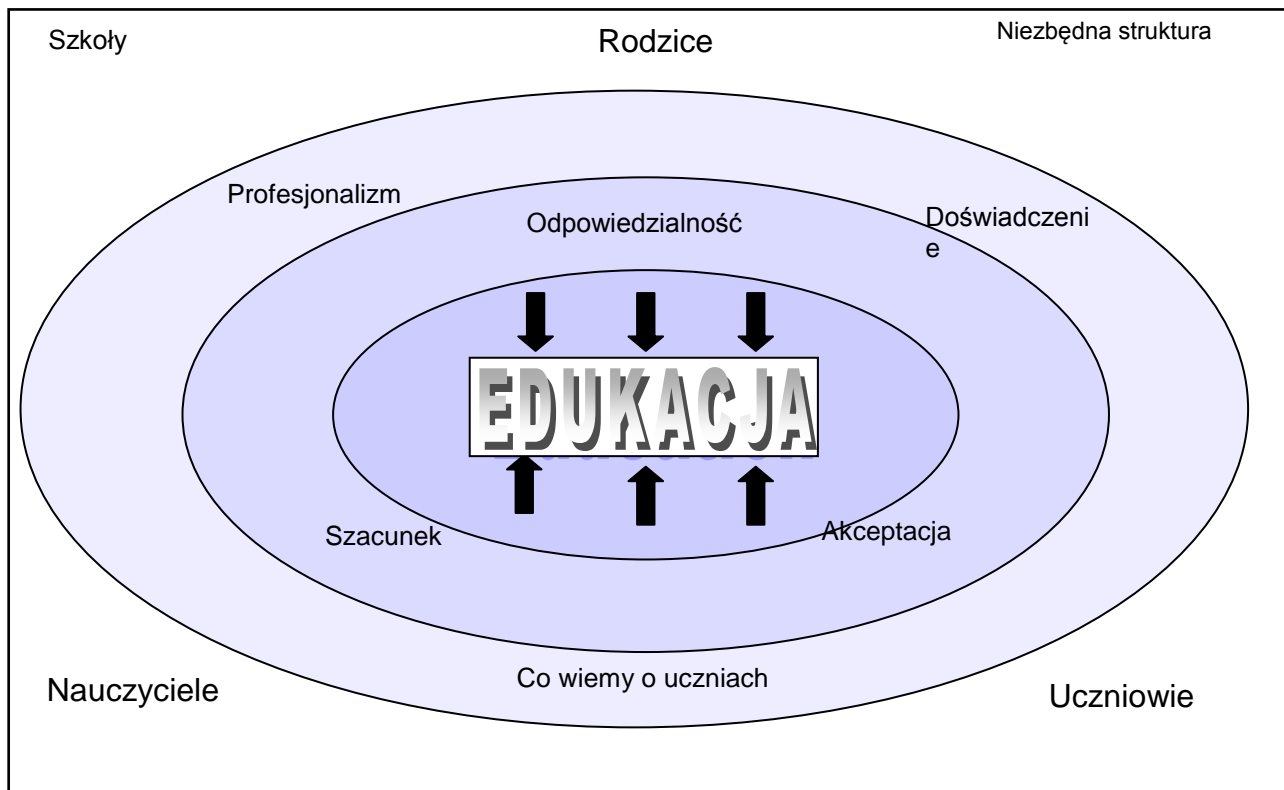 Szkoły
Rodzice
Niezbędna struktura
Profesjonalizm
Odpowiedzialność
Doświadczeni
e
EDUKACJA
Szacunek
Akceptacja
Co wiemy o uczniach
Nauczyciele
Uczniowie